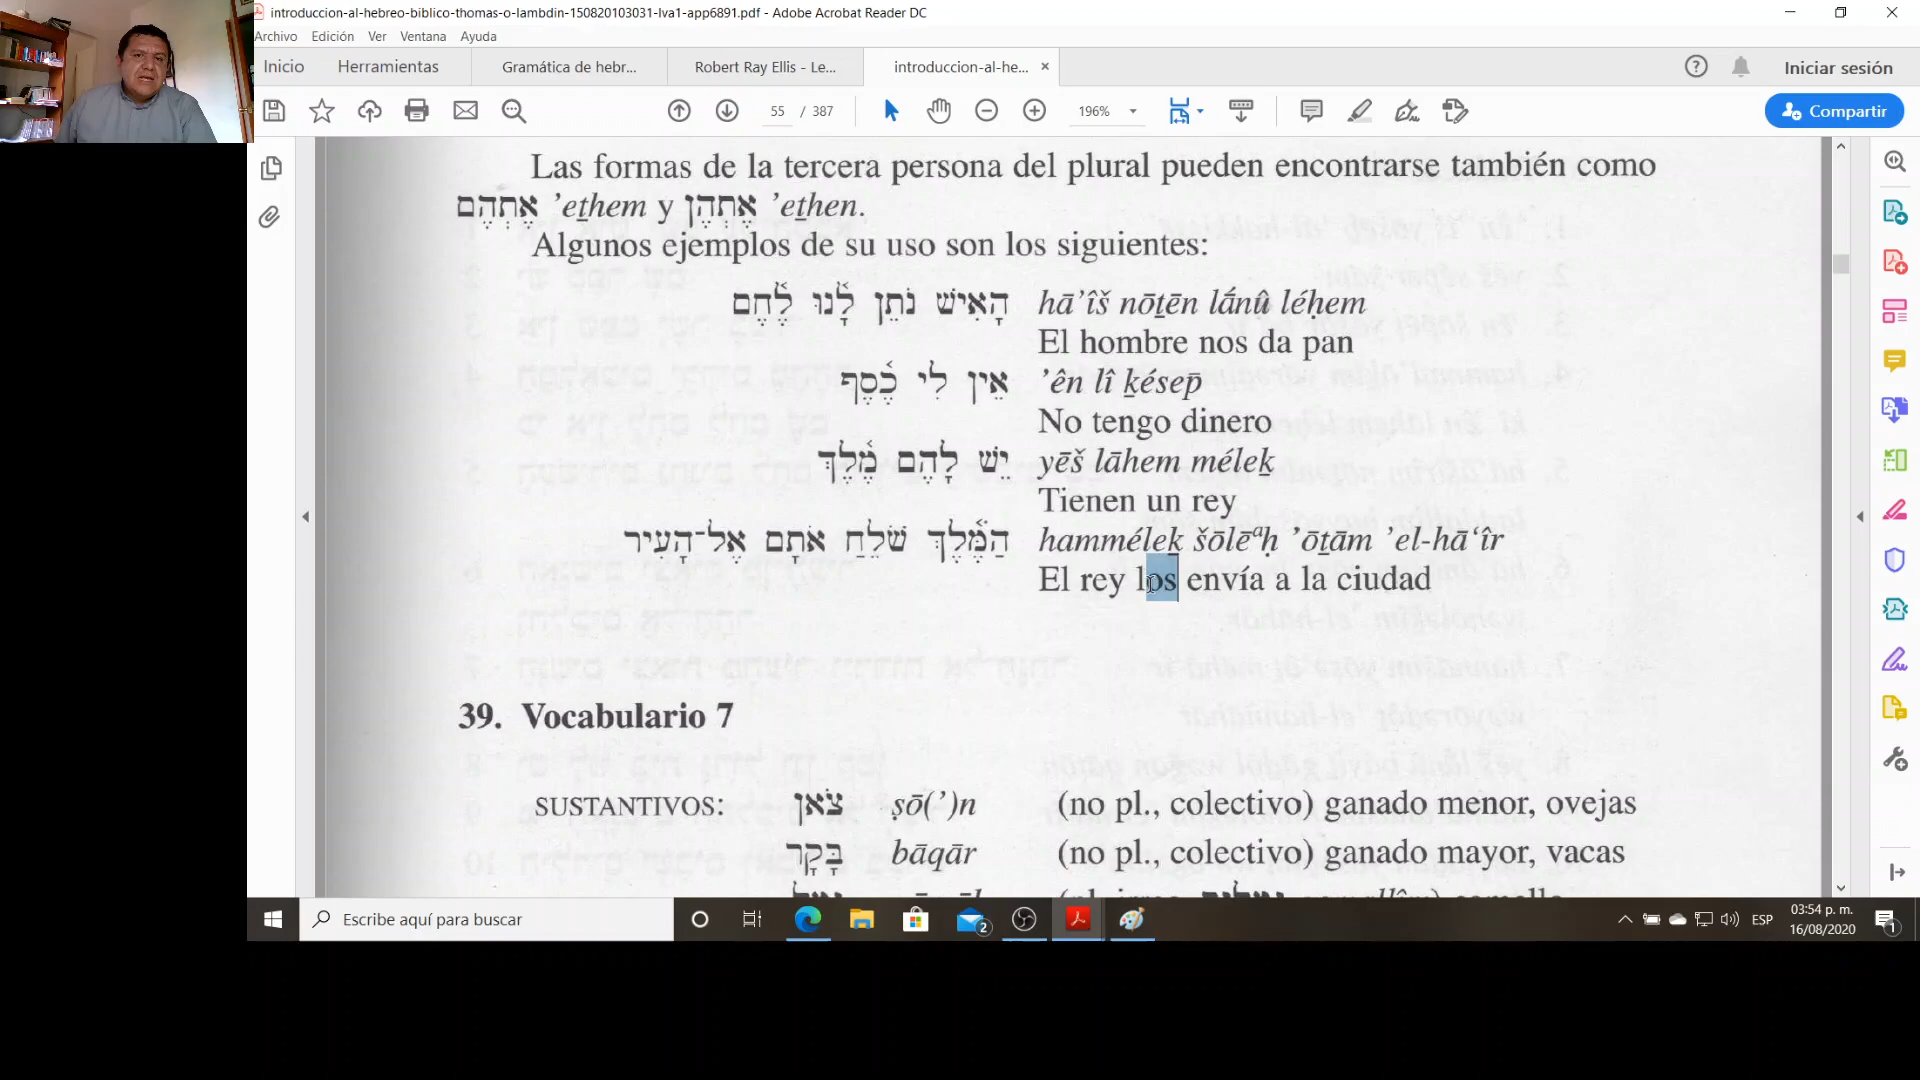 introduccion-al-hebreo-biblico-thomas-o-lambdin-150820103031-lva1-app6891.pdf - Adobe Acrobat Reader DC
Archivo Edición Ver Ventana Ayuda
Inicio Herramientas Gramática de hebr... Robert Ray Ellis - Le... introduccion-al-he... × Iniciar sesión
55 / 387 196% Compartir
Las formas de la tercera persona del plural pueden encontrarse también como
אֶתְהֶם ’eṯhem y אֶתְהֶן ’eṯhen.
Algunos ejemplos de su uso son los siguientes:
הָאִישׁ נֹתֵן לָ֫נוּ לֶ֫חֶם hā’îš nōṯēn lā́nû léḥem
El hombre nos da pan
אֵין לִי כֶ֫סֶף ’ên lî ḵésep̄
No tengo dinero
יֵשׁ לָהֶם מֶ֫לֶךְ yēš lāhem méleḵ
Tienen un rey
הַמֶּ֫לֶךְ שֹׁלֵחַ אֹתָם אֶל־הָעִיר hammélek̠ šōlēᵃḥ ’ōṯām ’el-hā‘îr
El rey los envía a la ciudad
39. Vocabulario 7
SUSTANTIVOS: צֹאן ṣō(’)n (no pl., colectivo) ganado menor, ovejas
בָּקָר bāqār (no pl., colectivo) ganado mayor, vacas
Escribe aquí para buscar 2 ESP 03:54 p. m. 1
16/08/2020